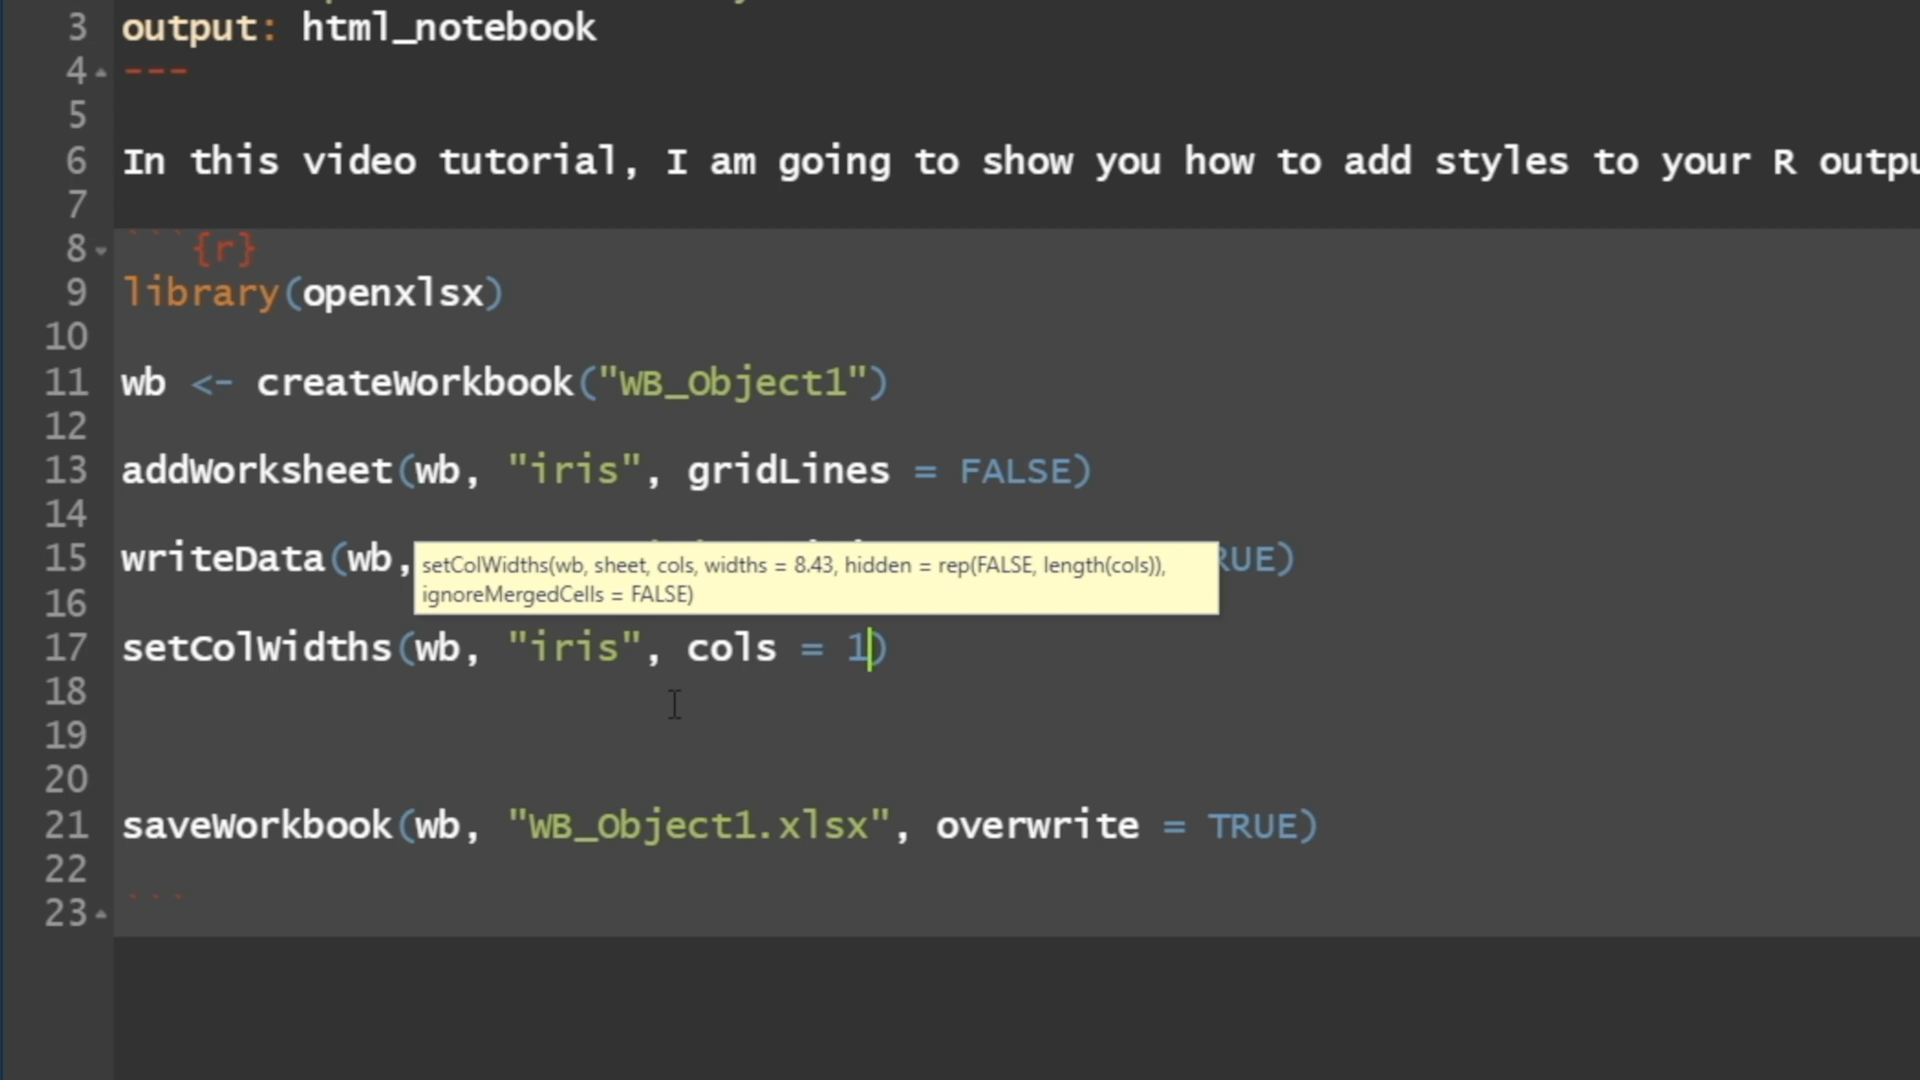 3 output: html_notebook
4 ---
5
6 In this video tutorial, I am going to show you how to add styles to your R outpu
7
8 ```{r}
9 library(openxlsx)
10
11 wb <- createWorkbook("WB_Object1")
12
13 addWorksheet(wb, "iris", gridLines = FALSE)
14
15 writeData(wb, RUE)
setColWidths(wb, sheet, cols, widths = 8.43, hidden = rep(FALSE, length(cols)),
ignoreMergedCells = FALSE)
16
17 setColWidths(wb, "iris", cols = 1)
18
19
20
21 saveWorkbook(wb, "WB_Object1.xlsx", overwrite = TRUE)
22
23 ```